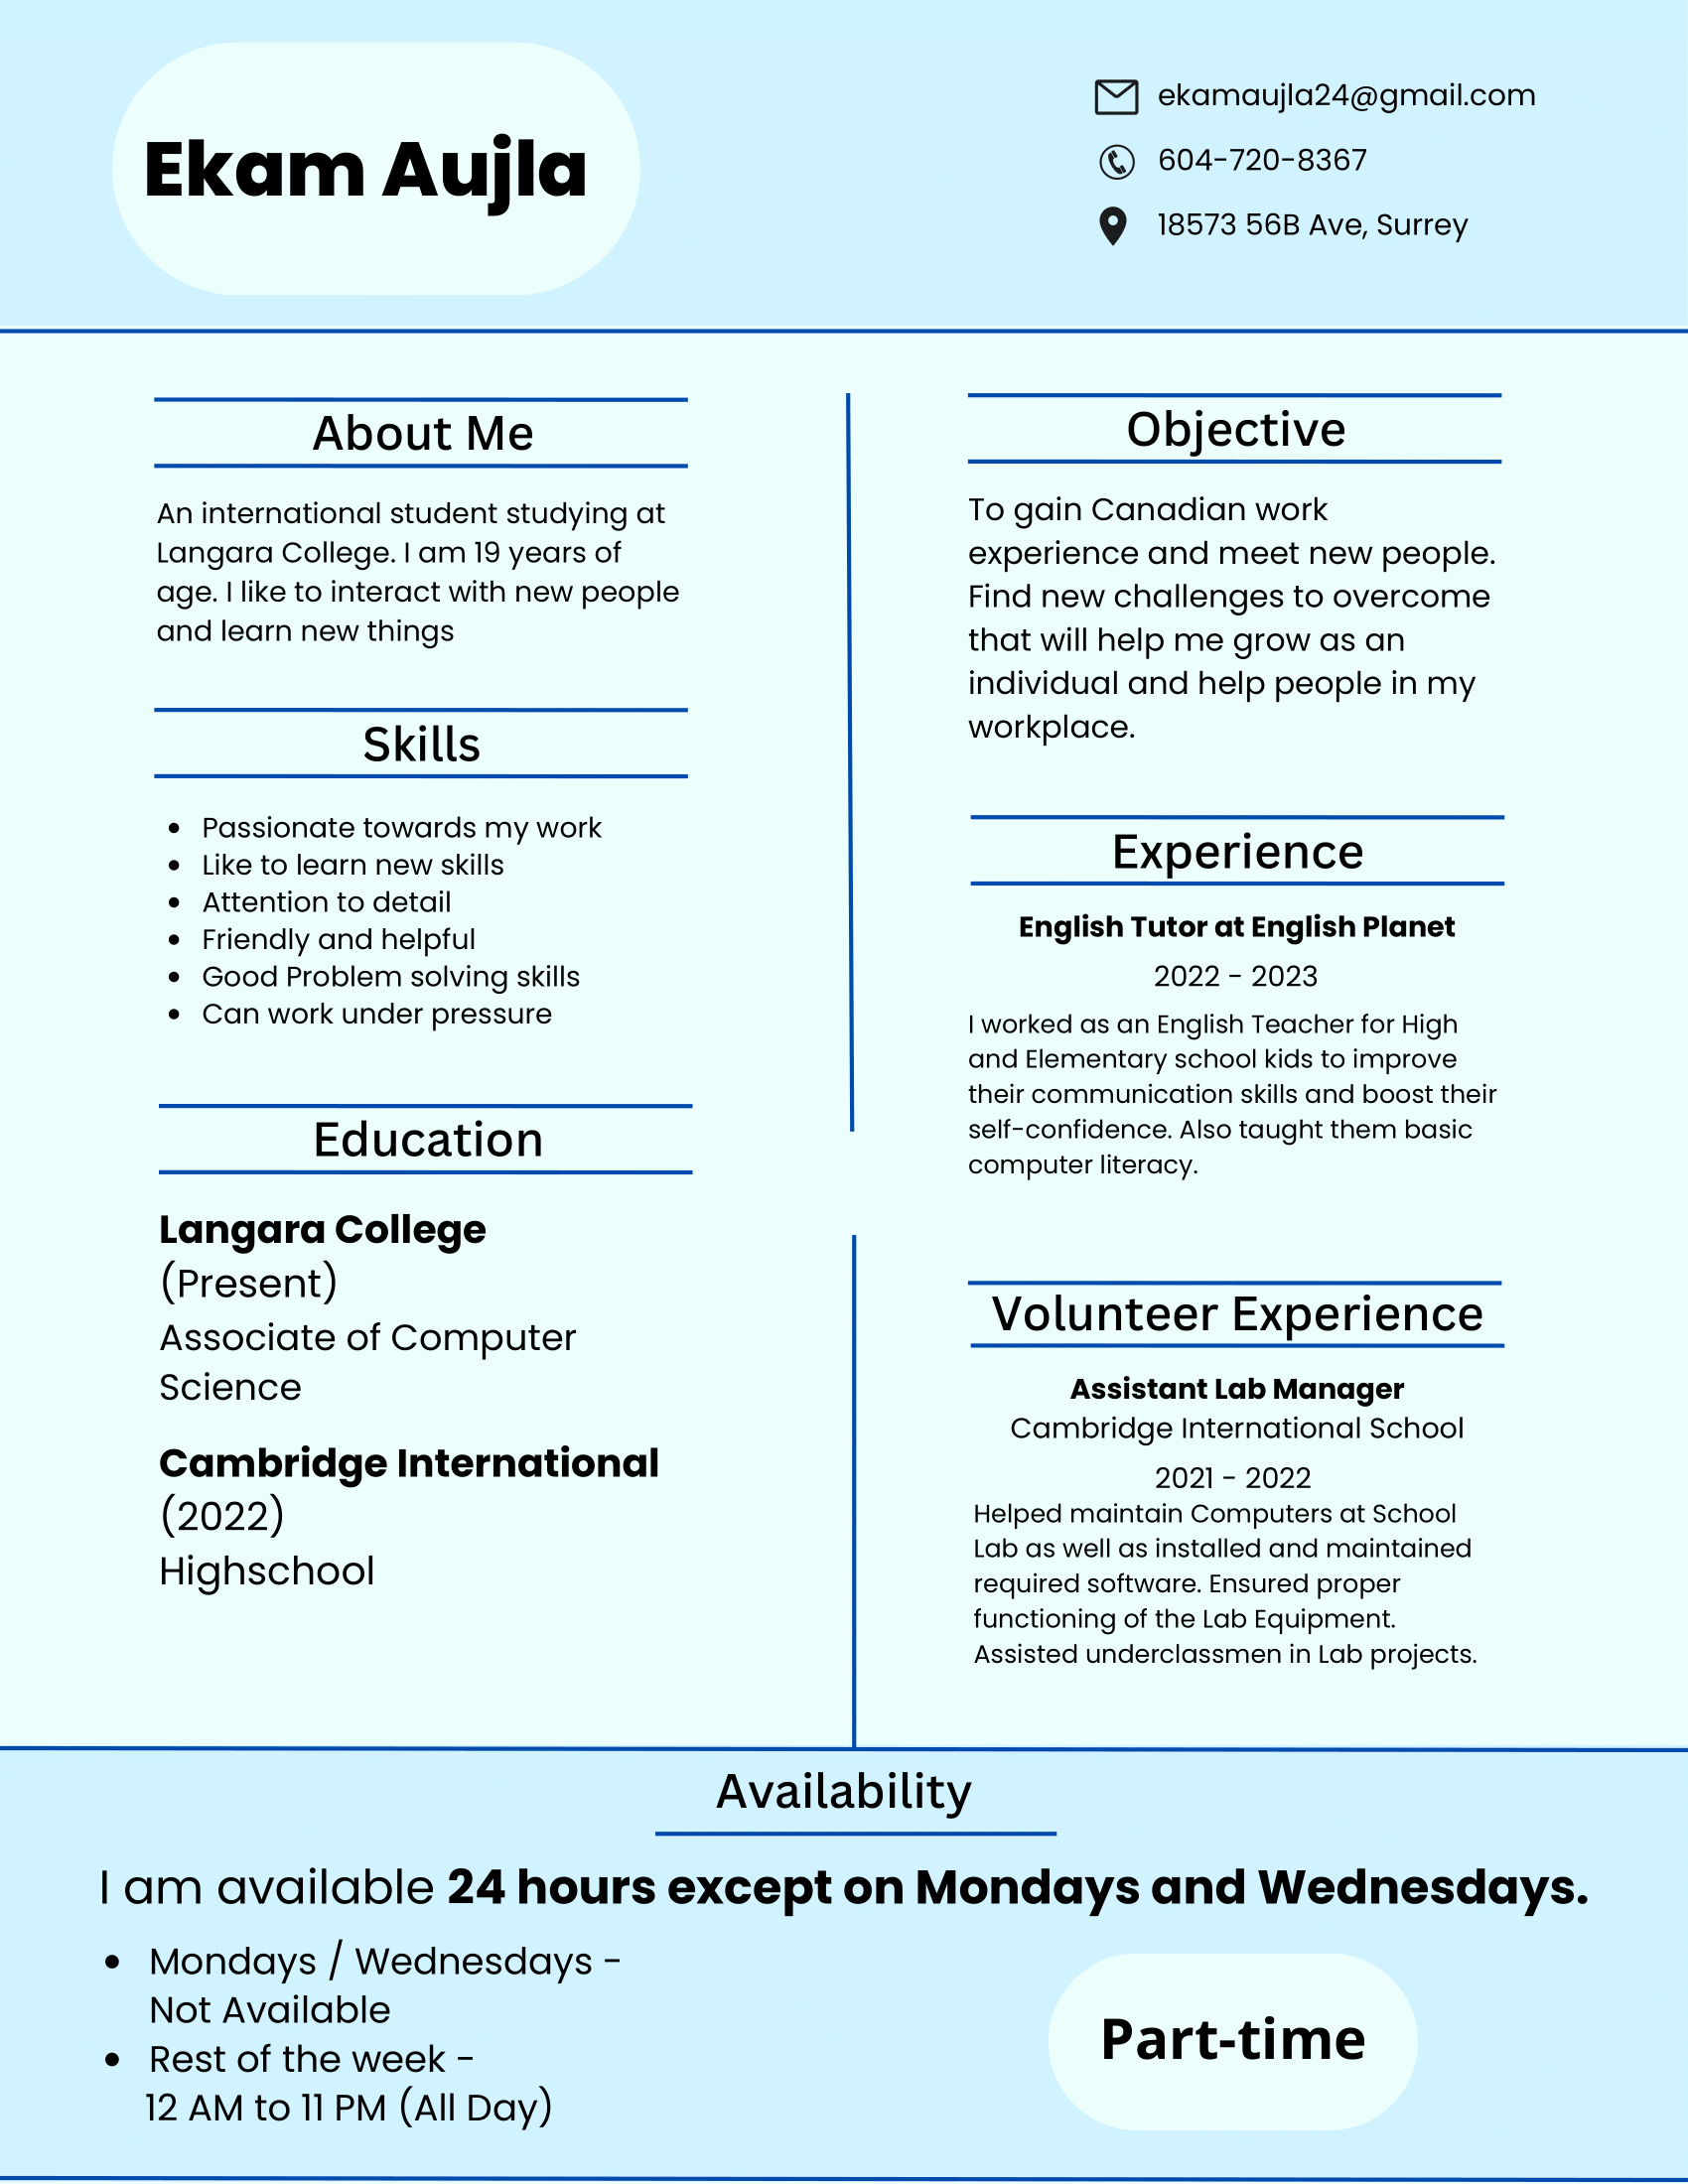 Ekam Aujla
ekamaujla24@gmail.com
604-720-8367
18573 56B Ave, Surrey
About Me
An international student studying at
Langara College. I am 19 years of
age. I like to interact with new people
and learn new things
Skills
• Passionate towards my work
• Like to learn new skills
• Attention to detail
• Friendly and helpful
• Good Problem solving skills
• Can work under pressure
Education
Langara College
(Present)
Associate of Computer
Science
Cambridge International
(2022)
Highschool
Objective
To gain Canadian work
experience and meet new people.
Find new challenges to overcome
that will help me grow as an
individual and help people in my
workplace.
Experience
English Tutor at English Planet
2022 - 2023
I worked as an English Teacher for High
and Elementary school kids to improve
their communication skills and boost their
self-confidence. Also taught them basic
computer literacy.
Volunteer Experience
Assistant Lab Manager
Cambridge International School
2021 - 2022
Helped maintain Computers at School
Lab as well as installed and maintained
required software. Ensured proper
functioning of the Lab Equipment.
Assisted underclassmen in Lab projects.
Availability
I am available 24 hours except on Mondays and Wednesdays.
• Mondays / Wednesdays -
Not Available
• Rest of the week -
12 AM to 11 PM (All Day)
Part-time